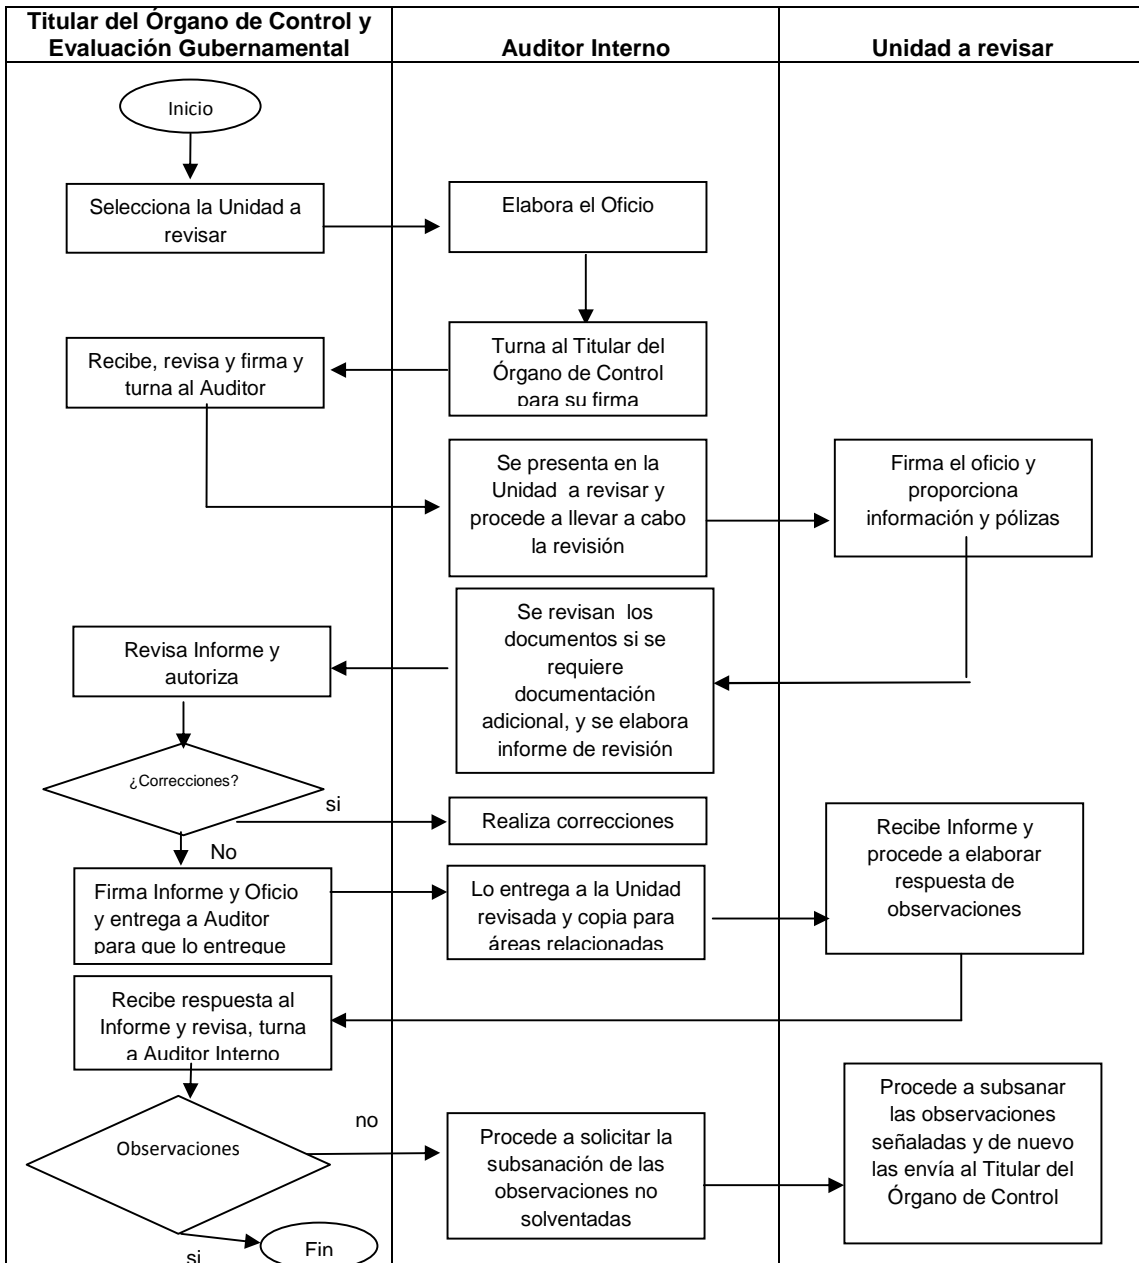 Titular del Órgano de Control y
Evaluación Gubernamental
Auditor Interno
Unidad a revisar
Inicio
Selecciona la Unidad a
revisar
Elabora el Oficio
Recibe, revisa y firma y
turna al Auditor
Turna al Titular del
Órgano de Control
para su firma
Se presenta en la
Unidad a revisar y
procede a llevar a cabo
la revisión
Firma el oficio y
proporciona
información y pólizas
Revisa Informe y
autoriza
Se revisan los
documentos si se
requiere
documentación
adicional, y se elabora
informe de revisión
¿Correcciones?
si
Realiza correcciones
No
Firma Informe y Oficio
y entrega a Auditor
para que lo entregue
Lo entrega a la Unidad
revisada y copia para
áreas relacionadas
Recibe Informe y
procede a elaborar
respuesta de
observaciones
Recibe respuesta al
Informe y revisa, turna
a Auditor Interno
Observaciones
no
Procede a solicitar la
subsanación de las
observaciones no
solventadas
Procede a subsanar
las observaciones
señaladas y de nuevo
las envía al Titular del
Órgano de Control
si
Fin